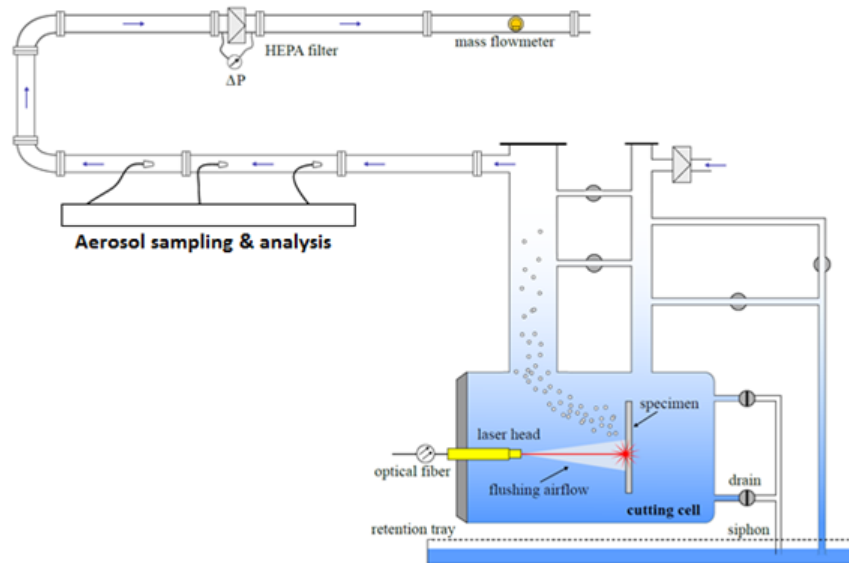 HEPA filter
mass flowmeter
ΔP
Aerosol sampling & analysis
specimen
laser head
optical fiber
flushing airflow
drain
cutting cell
retention tray
siphon